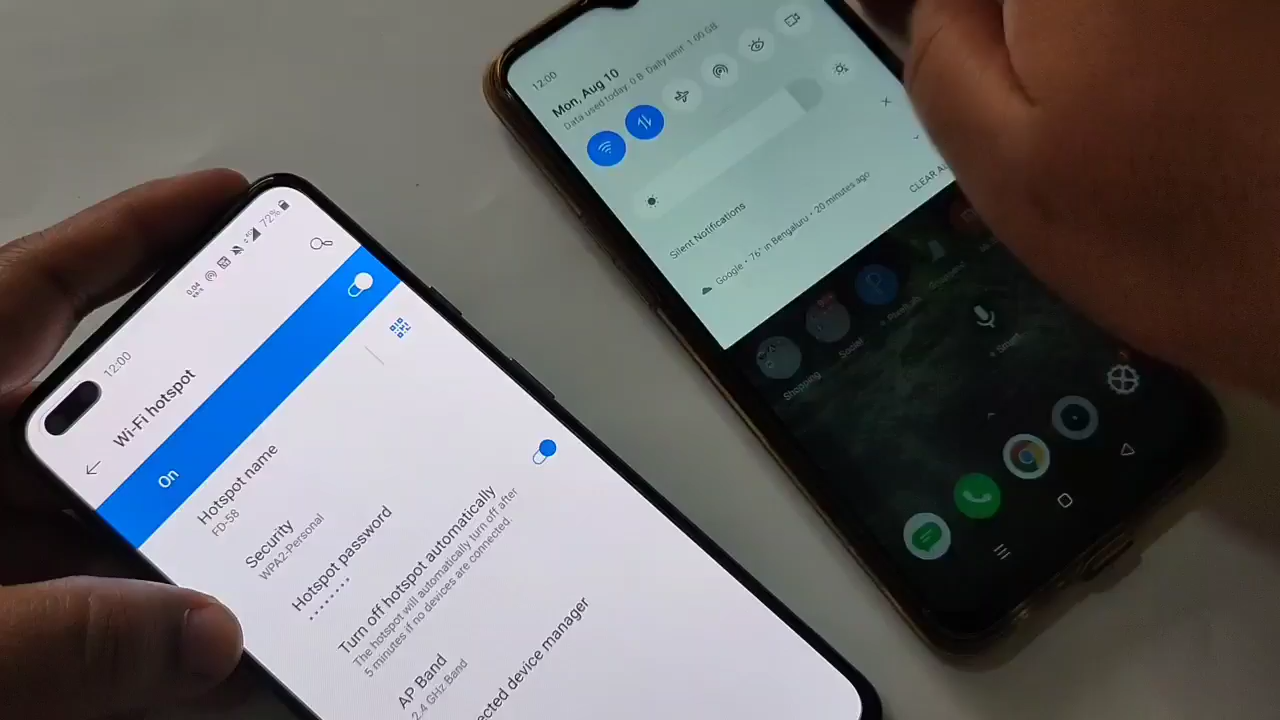 12:00
Mon, Aug 10
Data used today: 0 B Daily limit: 1.00 GB
Silent Notifications
CLEAR
Google • 76° in Bengaluru • 20 minutes ago
Shopping
Social
72%
0.04
12:00
Wi-Fi hotspot
On
Hotspot name
FD-58
Security
WPA2-Personal
Hotspot password
Turn off hotspot automatically
The hotspot will automatically turn off after
5 minutes if no devices are connected.
AP Band
2.4 GHz Band
device manager